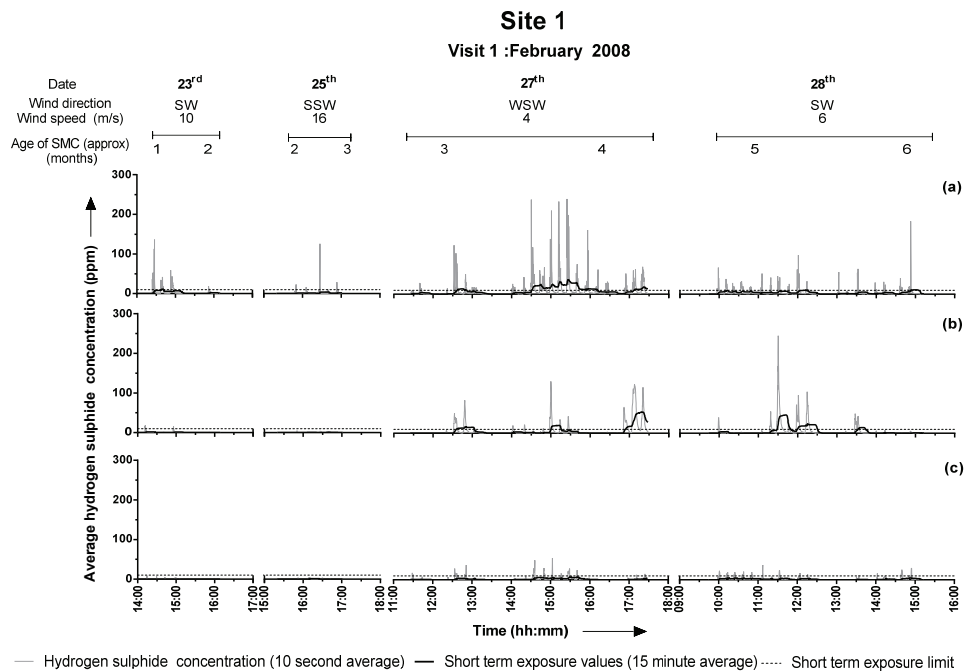 Site 1
Visit 1 :February 2008
Date 23rd 25th 27th 28th
Wind direction SW SSW WSW SW
Wind speed (m/s) 10 16 4 6
Age of SMC (approx) (months) 1 2 2 3 3 4 5 6
Average hydrogen sulphide concentration (ppm)
300 (a)
200
100
0
300 (b)
200
100
0
300 (c)
200
100
0
14:00 15:00 16:00 17:00 15:00 16:00 17:00 18:00 11:00 12:00 13:00 14:00 15:00 16:00 17:00 18:00 09:00 10:00 11:00 12:00 13:00 14:00 15:00 16:00
Time (hh:mm)
Hydrogen sulphide concentration (10 second average) Short term exposure values (15 minute average) Short term exposure limit